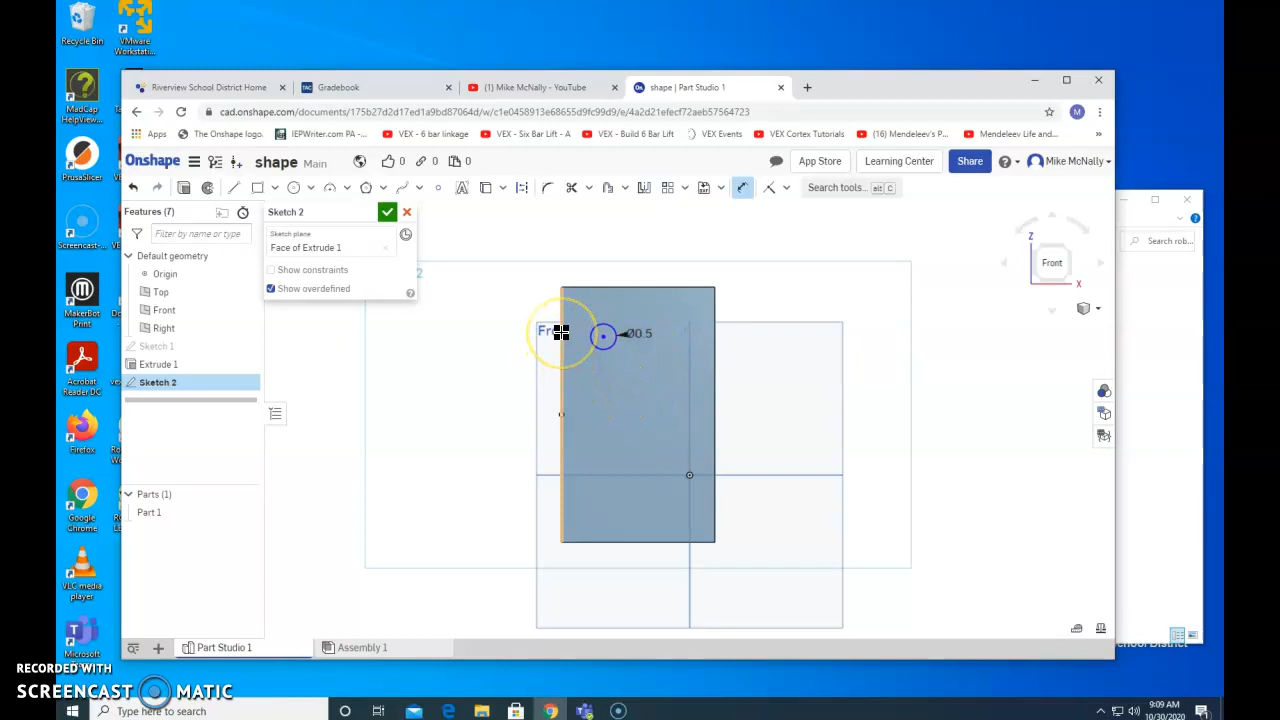 Recycle Bin
VMware Workstati...
Riverview School District Home
Gradebook
(1) Mike McNally - YouTube
shape | Part Studio 1
cad.onshape.com/documents/175b27d2d17ed1a9bd87064d/w/c1e0458913e68655d9fc99d9/e/4a2d21efecf72aeb57564723
M
Apps
The Onshape logo.
IEPWriter.com PA -...
VEX - 6 bar linkage
VEX - Six Bar Lift - A
VEX - Build 6 Bar Lift
VEX Events
VEX Cortex Tutorials
(16) Mendeleev's P...
Mendeleev Life and...
MadCap HelpView...
Onshape
shape Main
0
0
0
App Store
Learning Center
Share
Mike McNally
Search tools... alt C
PrusaSlicer
Features (7)
Filter by name or type
Default geometry
Origin
Top
Front
Right
Sketch 1
Extrude 1
Sketch 2
Parts (1)
Part 1
Sketch 2
Sketch plane
Face of Extrude 1
Show constraints
Show overdefined
2
Ø0.5
Z
Front
X
Search rob...
Screencast-...
MakerBot Print
Acrobat Reader DC
Firefox
Google Chrome
VLC media player
Microsoft
Part Studio 1
Assembly 1
RECORDED WITH
SCREENCAST MATIC
Type here to search
9:09 AM
10/30/2020
1